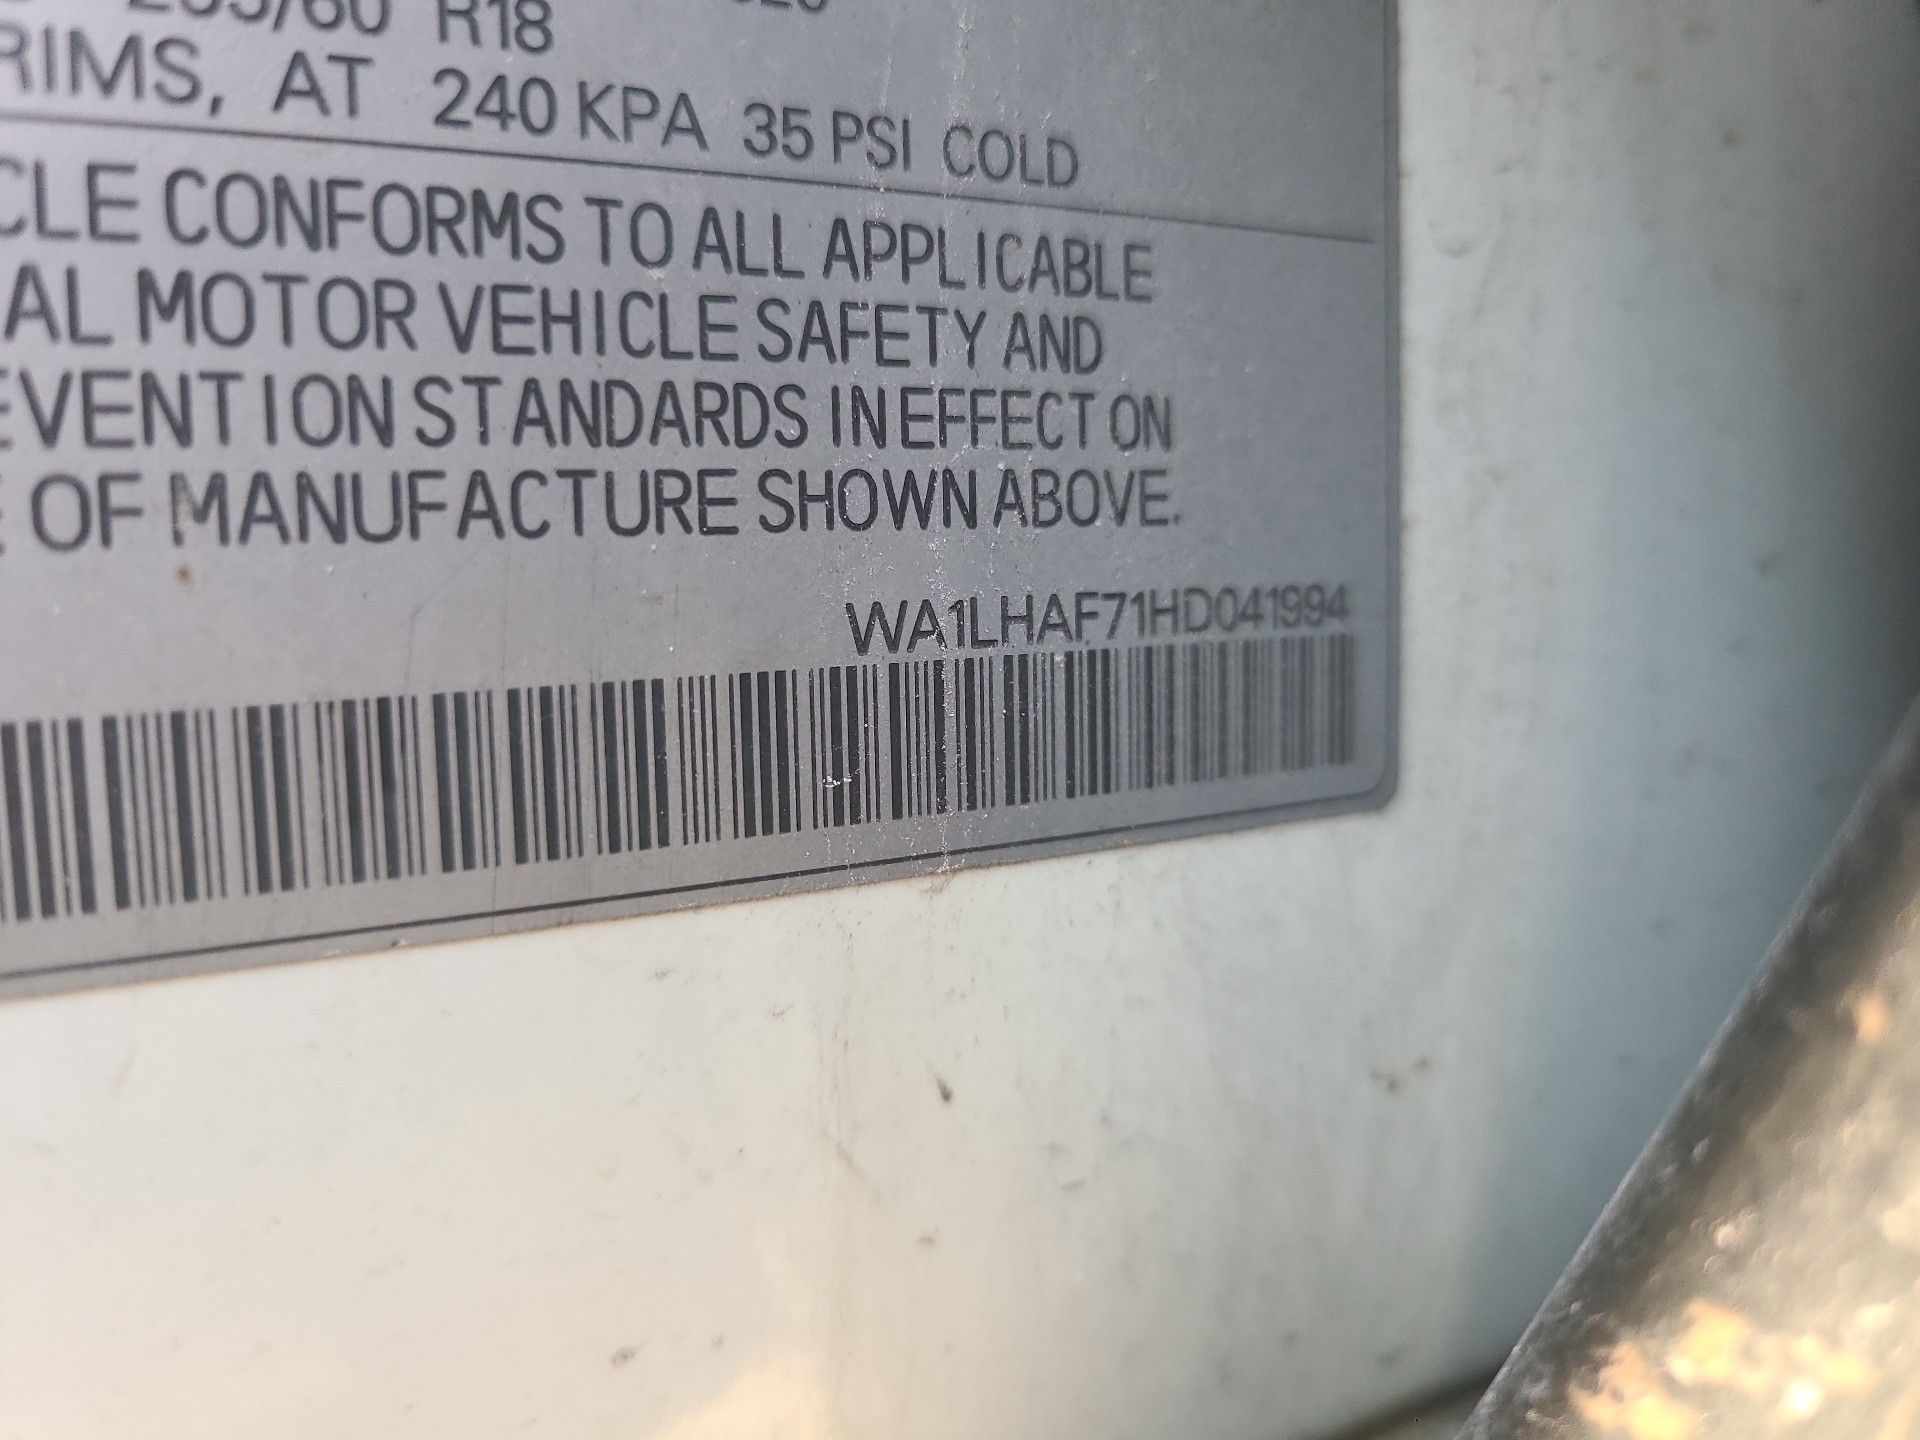 R18
RIMS, AT 240 KPA 35 PSI COLD
CLE CONFORMS TO ALL APPLICABLE
AL MOTOR VEHICLE SAFETY AND
EVENTION STANDARDS IN EFFECT ON
E OF MANUFACTURE SHOWN ABOVE.
WA1LHAF71HD041994